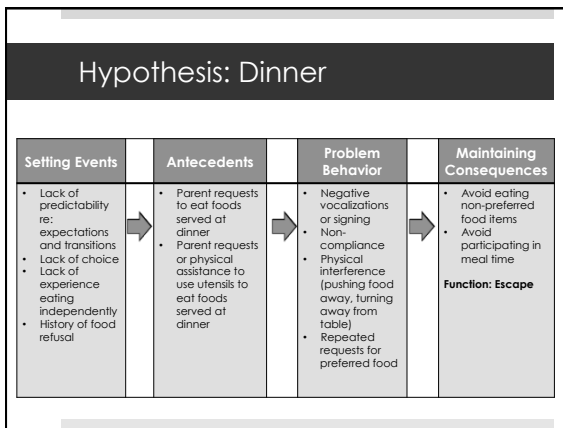 Hypothesis: Dinner
Setting Events
• Lack of
predictability
re:
expectations
and transitions
• Lack of choice
• Lack of
experience
eating
independently
• History of food
refusal
Antecedents
• Parent requests
to eat foods
served at
dinner
• Parent requests
or physical
assistance to
use utensils to
eat foods
served at
dinner
Problem
Behavior
• Negative
vocalizations
or signing
• Non-
compliance
• Physical
interference
(pushing food
away, turning
away from
table)
• Repeated
requests for
preferred food
Maintaining
Consequences
• Avoid eating
non-preferred
food items
• Avoid
participating in
meal time
Function: Escape